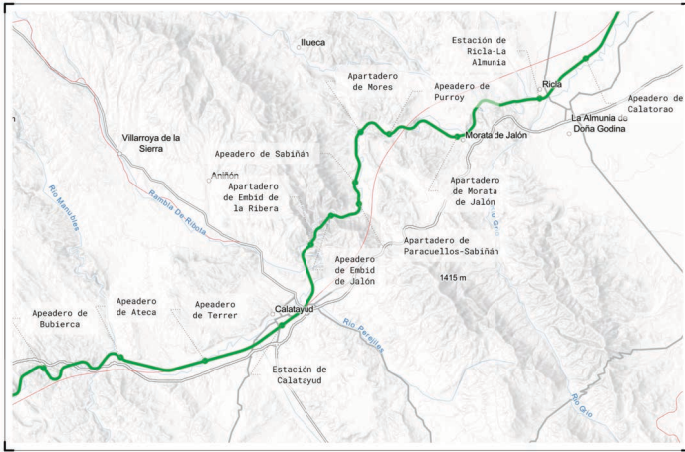 Illueca
Estación de
Ricla-La
Almunia
Apartadero
de Mores
Apeadero de
Purroy
Ricla
Apeadero de
Calatorao
La Almunia de
Doña Godina
Villarroya de la
Sierra
Morata de Jalón
Apeadero de Sabiñán
Aniñón
Apartadero
de Embid de
la Ribera
Apartadero
de Morata
de Jalón
Río Manubles
Rambla De Ribota
Apartadero de
Paracuellos-Sabiñán
Apeadero
de Embid
de Jalón
1415 m
Apeadero de
Bubierca
Apeadero
de Ateca
Apeadero
de Terrer
Calatayud
Río Perejiles
Estación de
Calatayud
Río Grío